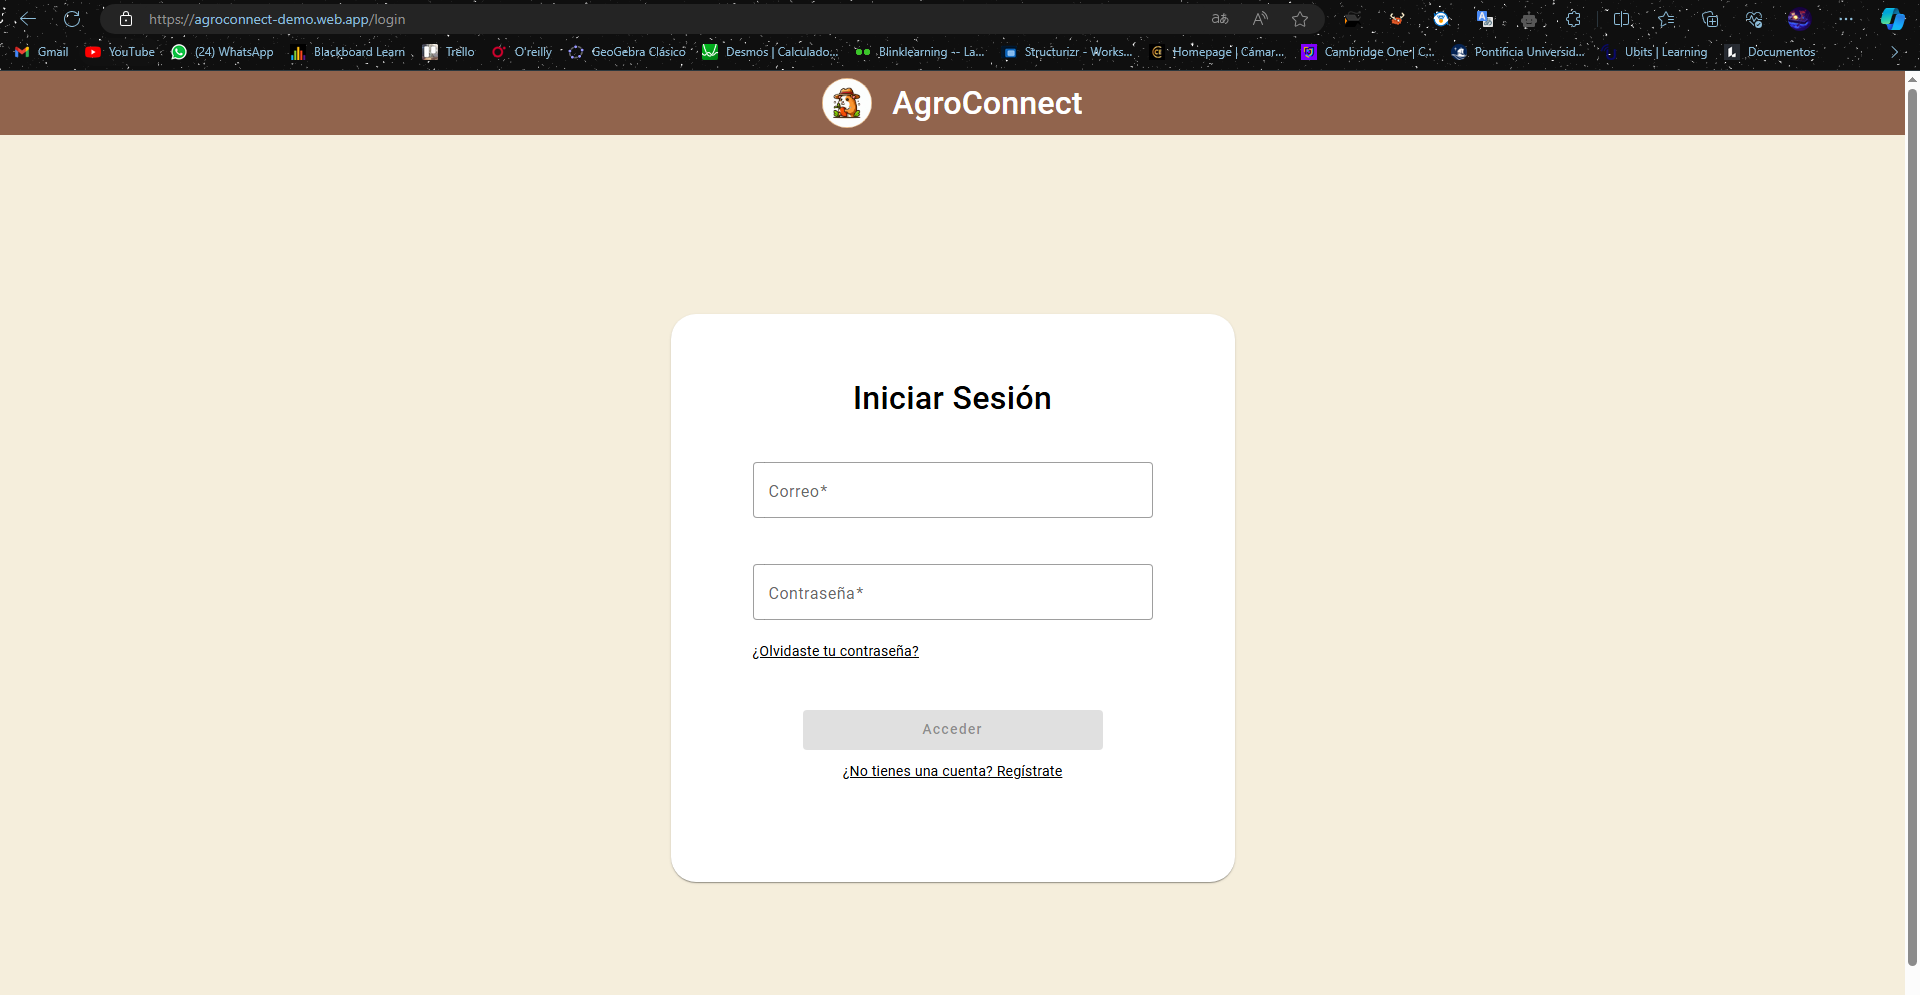 https://agroconnect-demo.web.app/login
Gmail YouTube (24) WhatsApp Blackboard Learn Trello O'reilly GeoGebra Clásico Desmos | Calculado... Blinklearning -- La... Structurizr - Works... Homepage | Cámar... Cambridge One | C... Pontificia Universid... Ubits | Learning Documentos
AgroConnect
Iniciar Sesión
Correo*
Contraseña*
¿Olvidaste tu contraseña?
Acceder
¿No tienes una cuenta? Regístrate